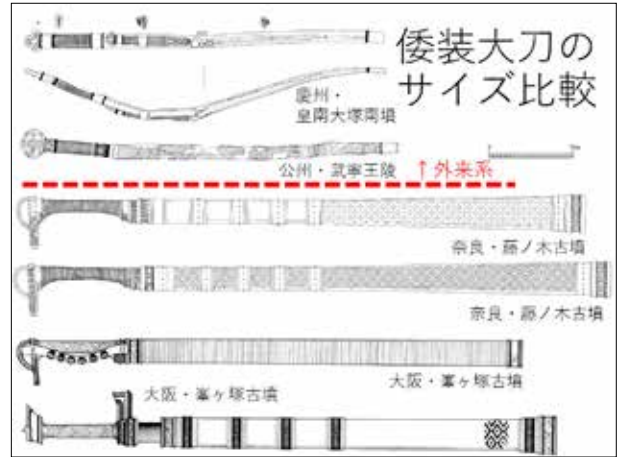 倭装大刀の
サイズ比較
慶州・
皇南大塚南墳
公州・武寧王陵
↑外来系
奈良・藤ノ木古墳
奈良・藤ノ木古墳
大阪・峯ヶ塚古墳
大阪・峯ヶ塚古墳